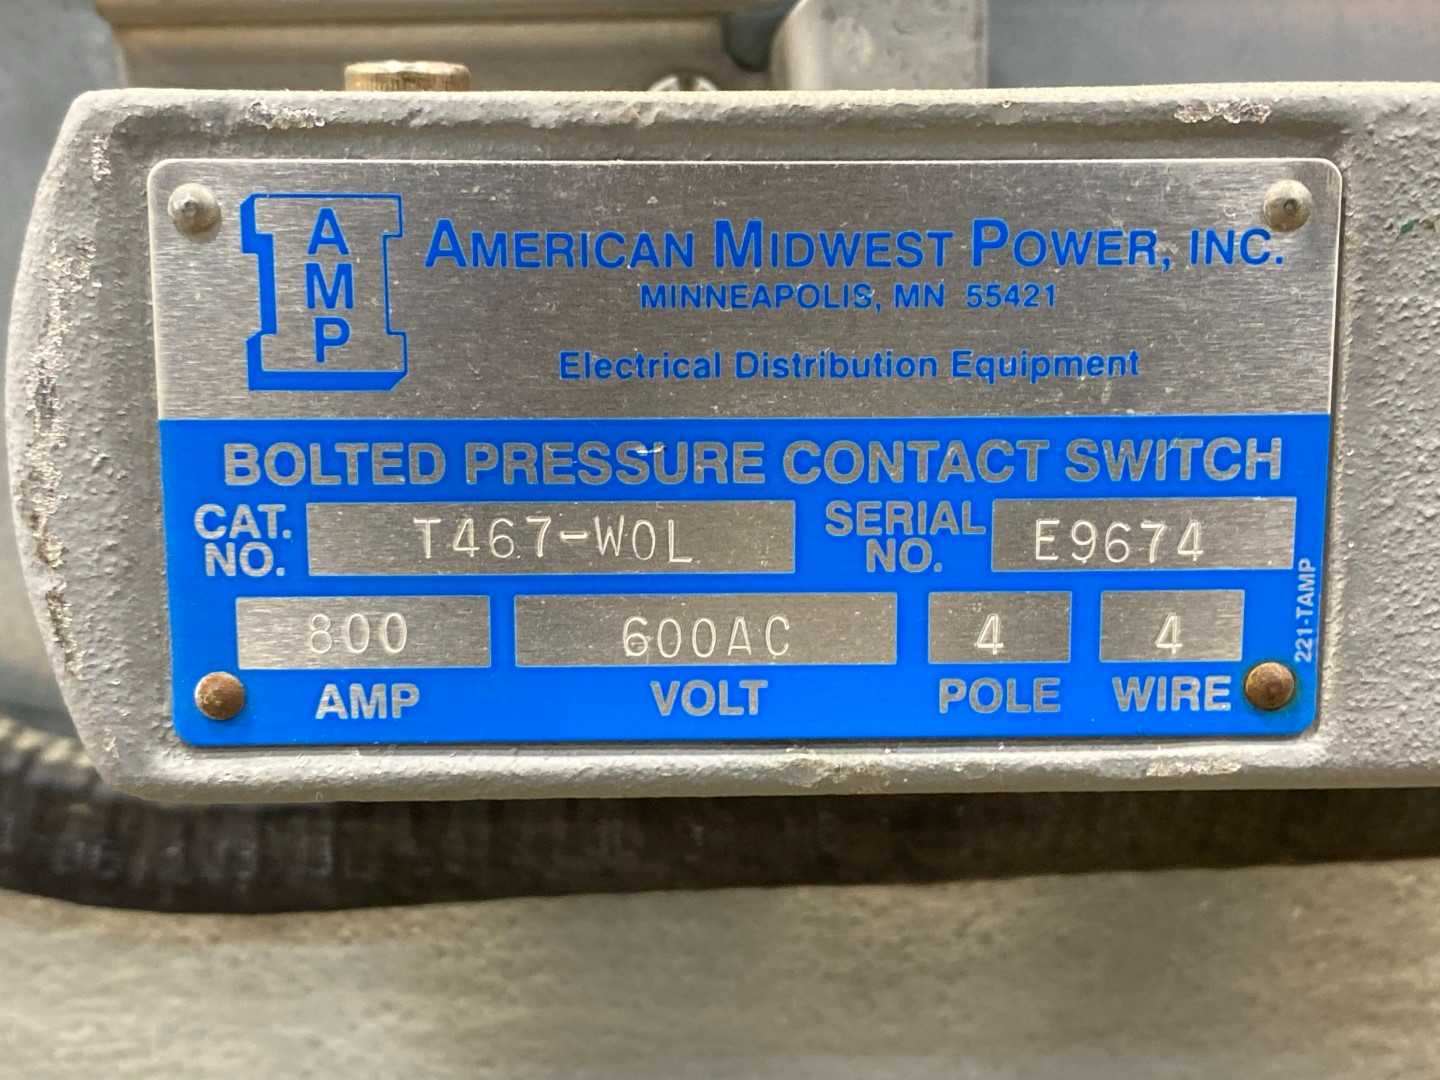 A
M
P
AMERICAN MIDWEST POWER, INC.
MINNEAPOLIS, MN 55421
Electrical Distribution Equipment
BOLTED PRESSURE CONTACT SWITCH
CAT. NO. T467-WOL SERIAL NO. E9674
800 600AC 4 4
AMP VOLT POLE WIRE
221-TAMP